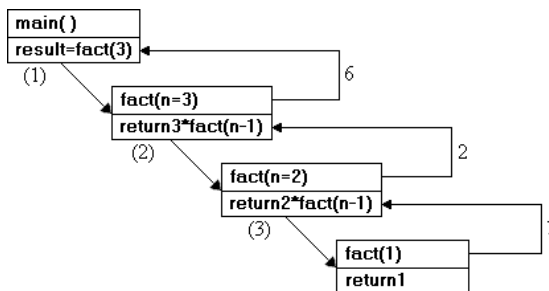 main( )
result=fact(3)
(1)
6
fact(n=3)
return3*fact(n-1)
(2)
2
fact(n=2)
return2*fact(n-1)
(3)
fact(1)
return1